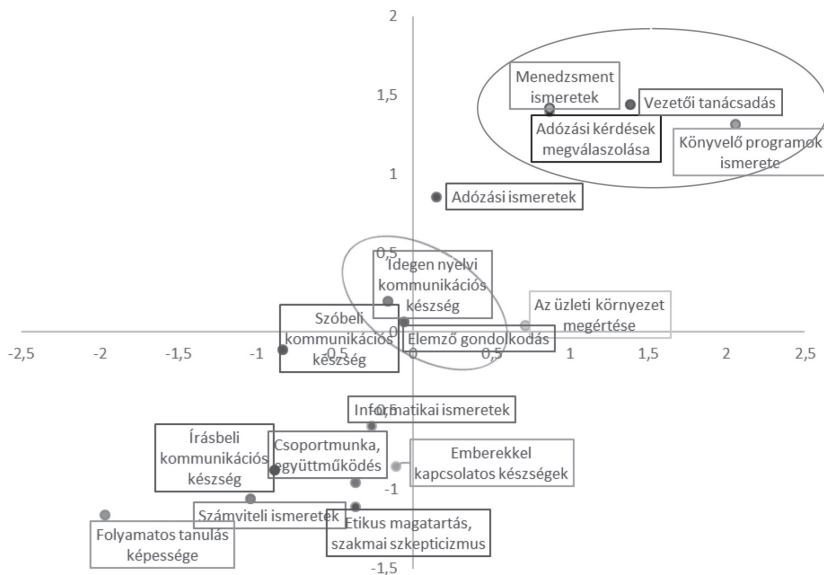 2
Menedzsment
ismeretek
1,5
Vezetői tanácsadás
Adózási kérdések
megválaszolása
Könyvelő programok
ismerete
1
Adózási ismeretek
0,5
Idegen nyelvi
kommunikációs
készség
Az üzleti környezet
megértése
Szóbeli
kommunikációs
készség
0
Elemző gondolkodás
-2,5
-2
-1,5
-1
-0,5
0
0,5
1
1,5
2
2,5
-0,5
Informatikai ismeretek
Írásbeli
kommunikációs
készség
Csoportmunka,
együttműködés
Emberekkel
kapcsolatos készségek
-1
Számviteli ismeretek
Folyamatos tanulás
képessége
Etikus magatartás,
szakmai szkepticizmus
-1,5